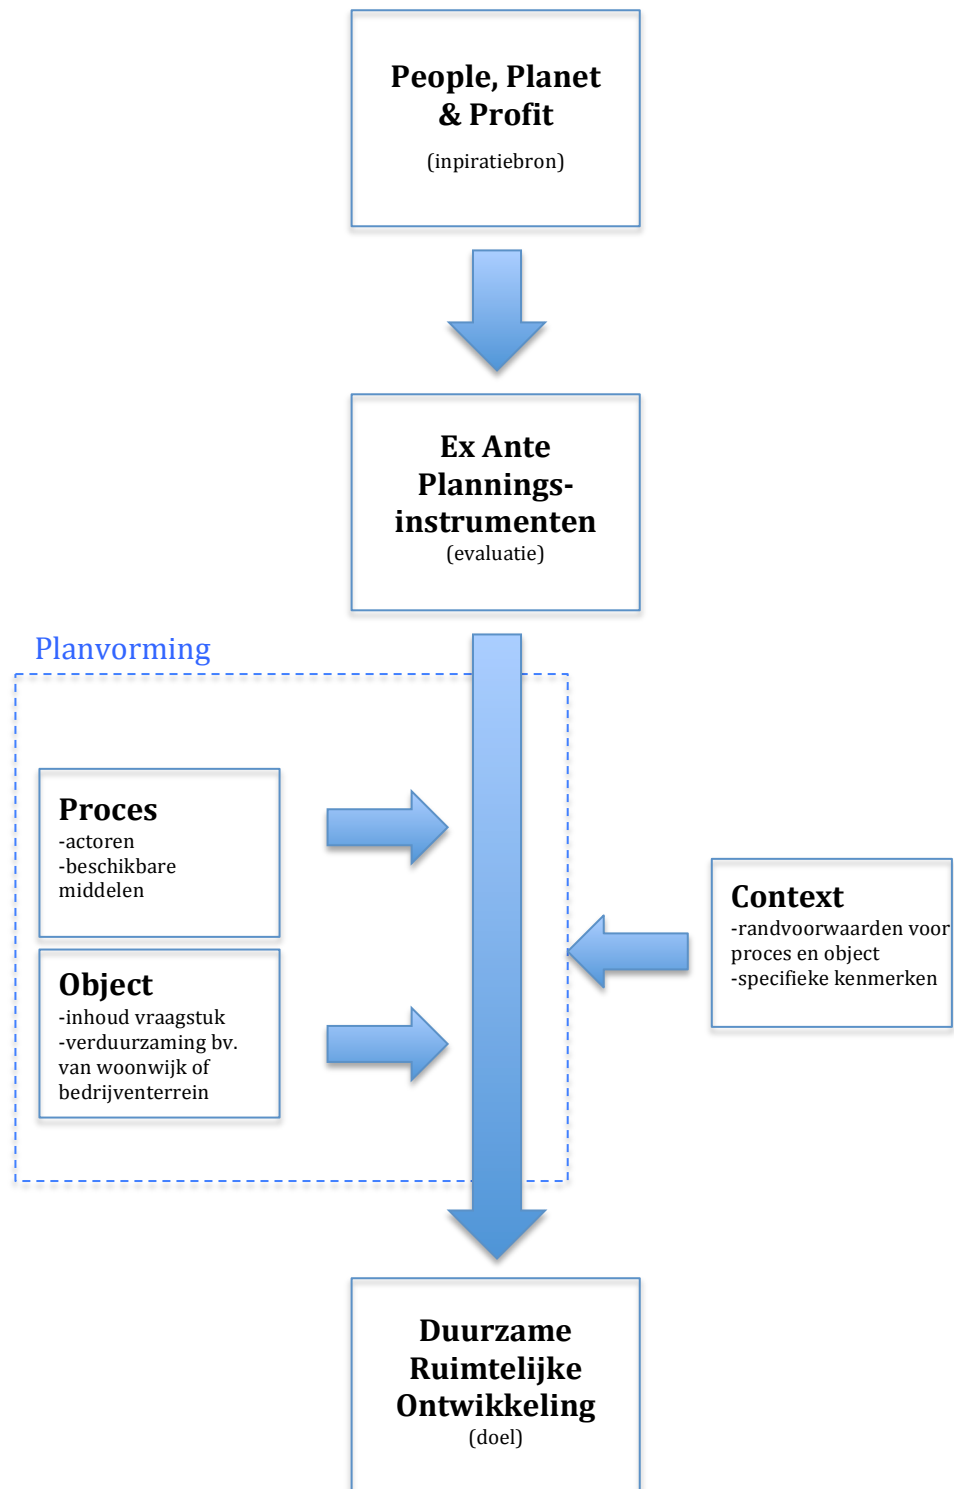 People, Planet
& Profit
(inpiratiebron)
Ex Ante
Plannings-
instrumenten
(evaluatie)
Planvorming
Proces
-actoren
-beschikbare
middelen
Object
-inhoud vraagstuk
-verduurzaming bv.
van woonwijk of
bedrijventerrein
Context
-randvoorwaarden voor
proces en object
-specifieke kenmerken
Duurzame
Ruimtelijke
Ontwikkeling
(doel)